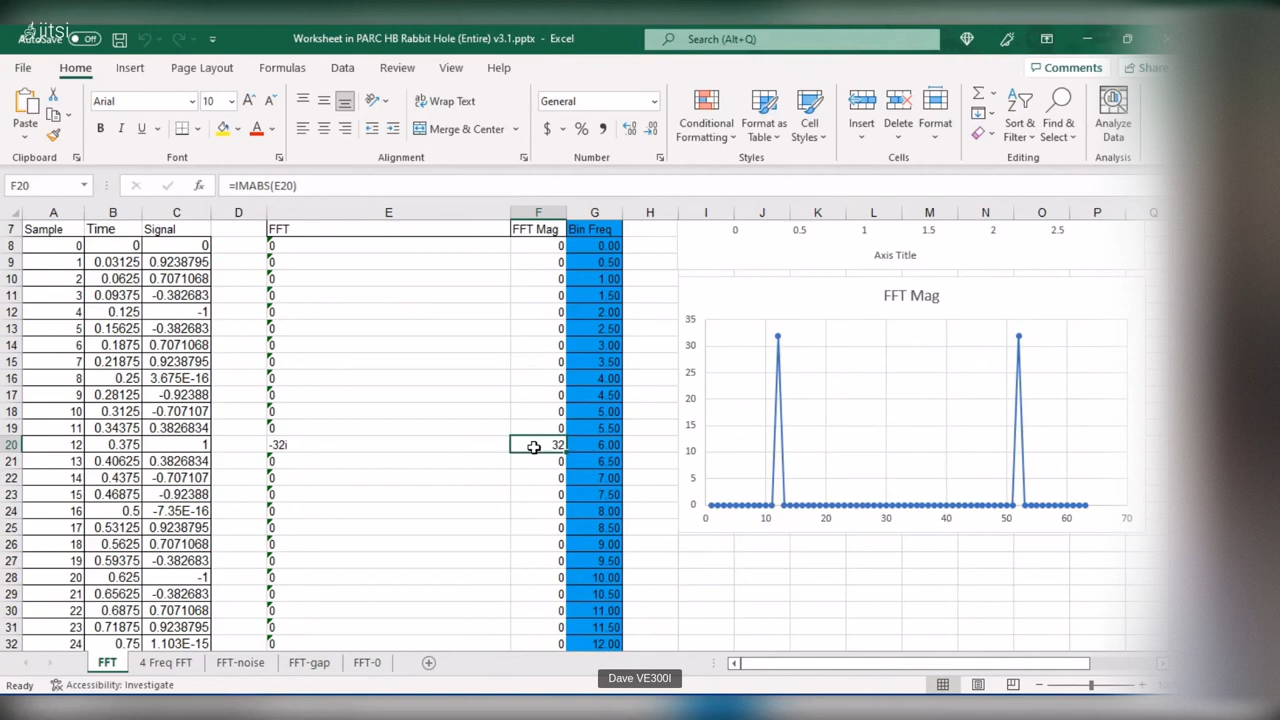 jitsi
AutoSave Off Worksheet in PARC HB Rabbit Hole (Entire) v3.1.pptx - Excel Search (Alt+Q)
File Home Insert Page Layout Formulas Data Review View Help Comments Share
Paste Arial 10 Wrap Text General Conditional Formatting Format as Table Cell Styles Insert Delete Format Sort & Filter Find & Select Analyze Data
B I U A Merge & Center $ % 9
Clipboard Font Alignment Number Styles Cells Editing Analysis
F20 fx =IMABS(E20)
A B C D E F G H I J K L M N O P Q
7 Sample Time Signal FFT FFT Mag Bin Freq
8 0 0 0 0 0 0.00
9 1 0.03125 0.9238795 0 0 0.50
10 2 0.0625 0.7071068 0 0 1.00
11 3 0.09375 -0.382683 0 0 1.50
12 4 0.125 -1 0 0 2.00
13 5 0.15625 -0.382683 0 0 2.50
14 6 0.1875 0.7071068 0 0 3.00
15 7 0.21875 0.9238795 0 0 3.50
16 8 0.25 3.675E-16 0 0 4.00
17 9 0.28125 -0.92388 0 0 4.50
18 10 0.3125 -0.707107 0 0 5.00
19 11 0.34375 0.3826834 0 0 5.50
20 12 0.375 1 -32i 32 6.00
21 13 0.40625 0.3826834 0 0 6.50
22 14 0.4375 -0.707107 0 0 7.00
23 15 0.46875 -0.92388 0 0 7.50
24 16 0.5 -7.35E-16 0 0 8.00
25 17 0.53125 0.9238795 0 0 8.50
26 18 0.5625 0.7071068 0 0 9.00
27 19 0.59375 -0.382683 0 0 9.50
28 20 0.625 -1 0 0 10.00
29 21 0.65625 -0.382683 0 0 10.50
30 22 0.6875 0.7071068 0 0 11.00
31 23 0.71875 0.9238795 0 0 11.50
32 24 0.75 1.103E-15 0 0 12.00
0 0.5 1 1.5 2 2.5
Axis Title
FFT Mag
35
30
25
20
15
10
5
0
0 10 20 30 40 50 60 70
FFT 4 Freq FFT FFT-noise FFT-gap FFT-0
Dave VE3OOI
Ready Accessibility: Investigate